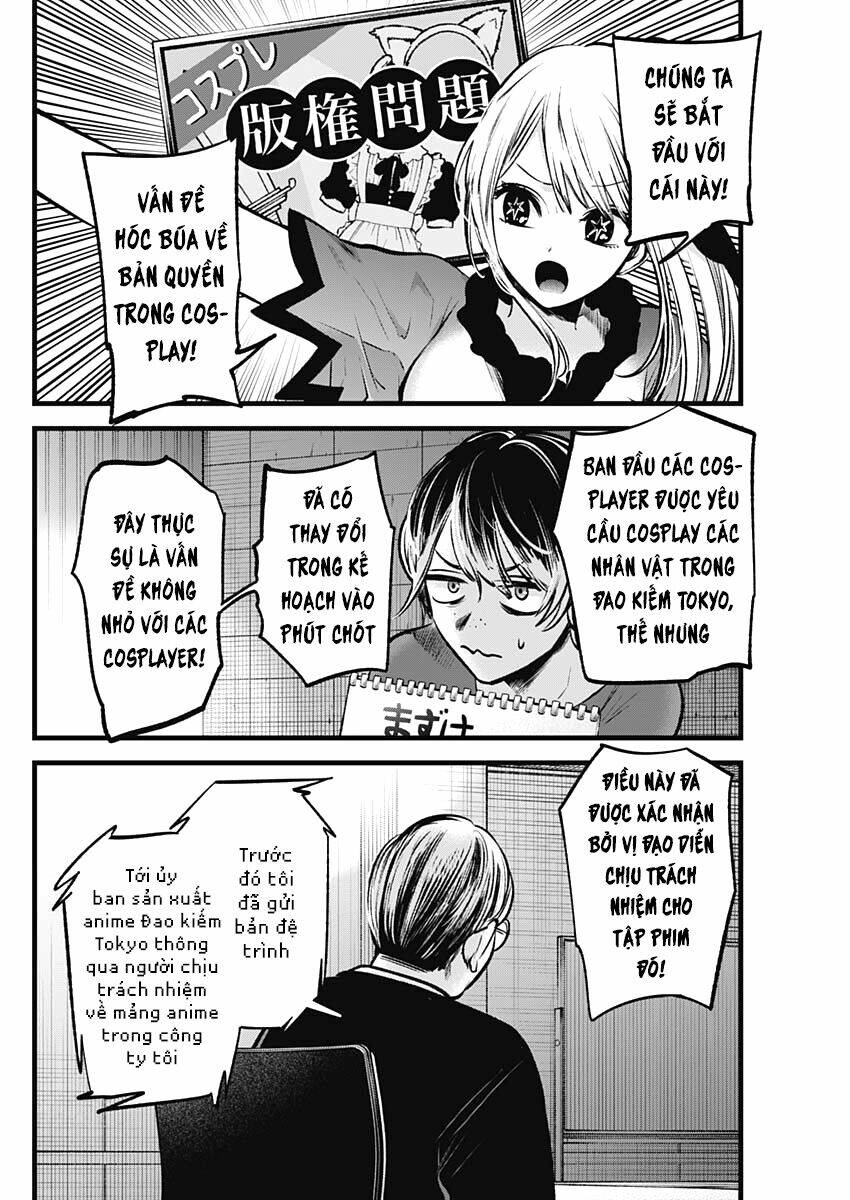 CHÚNG TA
SẼ BẮT
ĐẦU VỚI
CÁI NÀY!
コスプレ
版権問題
VẤN ĐỀ
HÓC BÚA VỀ
BẢN QUYỀN
TRONG COS-
PLAY!
BAN ĐẦU CÁC COS-
PLAYER ĐƯỢC YÊU
CẦU COSPLAY CÁC
NHÂN VẬT TRONG
ĐAO KIẾM TOKYO,
THẾ NHƯNG
ĐÃ CÓ
THAY ĐỔI
TRONG KẾ
HOẠCH VÀO
PHÚT CHÓT
ĐÂY THỰC
SỰ LÀ VẤN
ĐỀ KHÔNG
NHỎ VỚI CÁC
COSPLAYER!
まずは
ĐIỀU NÀY ĐÃ
ĐƯỢC XÁC NHẬN
BỞI VỊ ĐẠO DIỄN
CHỊU TRÁCH
NHIỆM CHO
TẬP PHIM
ĐÓ!
Trước
đó tôi
đã gửi
bản đệ
trình
Tới ủy
ban sản xuất
anime Đao kiếm
Tokyo thông
qua người chịu
trách nhiệm
về mảng anime
trong công
ty tôi